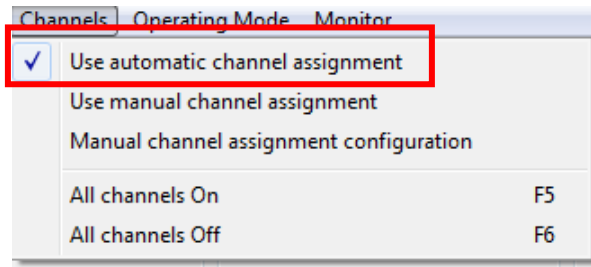 Channels Operating Mode Monitor
Use automatic channel assignment
Use manual channel assignment
Manual channel assignment configuration
All channels On F5
All channels Off F6